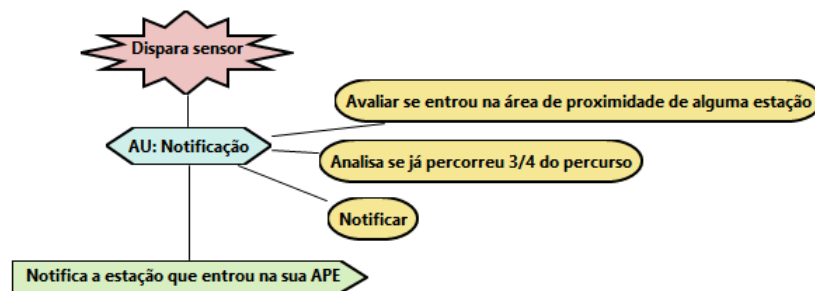 Dispara sensor
Avaliar se entrou na área de proximidade de alguma estação
AU: Notificação
Analisa se já percorreu 3/4 do percurso
Notificar
Notifica a estação que entrou na sua APE